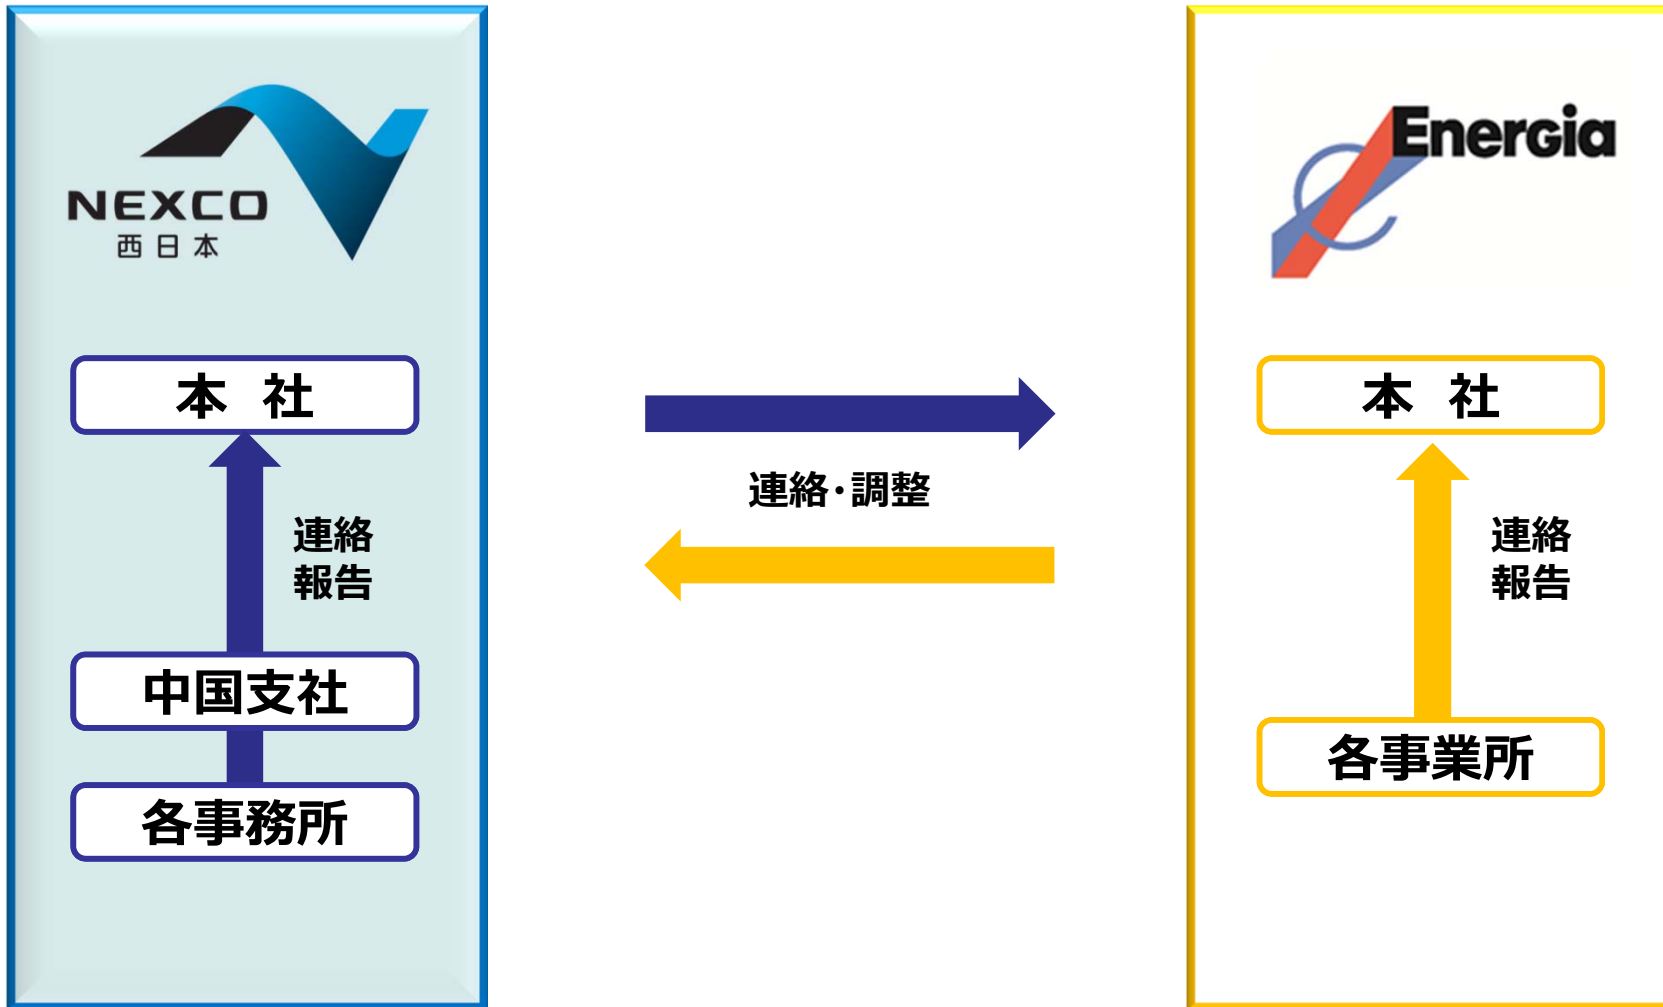 NEXCO
西日本
本 社
連絡
報告
中国支社
各事務所
連絡・調整
Energia
本 社
連絡
報告
各事業所